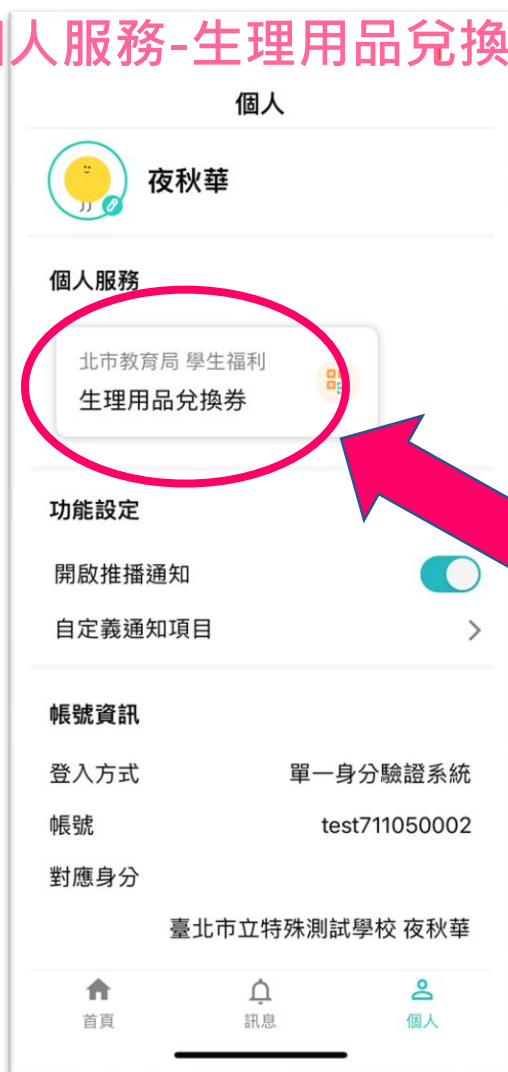 人服務-生理用品兌換
個人
夜秋華
個人服務
北市教育局 學生福利
生理用品兌換券
功能設定
開啟推播通知
自定義通知項目
帳號資訊
登入方式 單一身分驗證系統
帳號 test711050002
對應身分
臺北市立特殊測試學校 夜秋華
首頁 訊息 個人